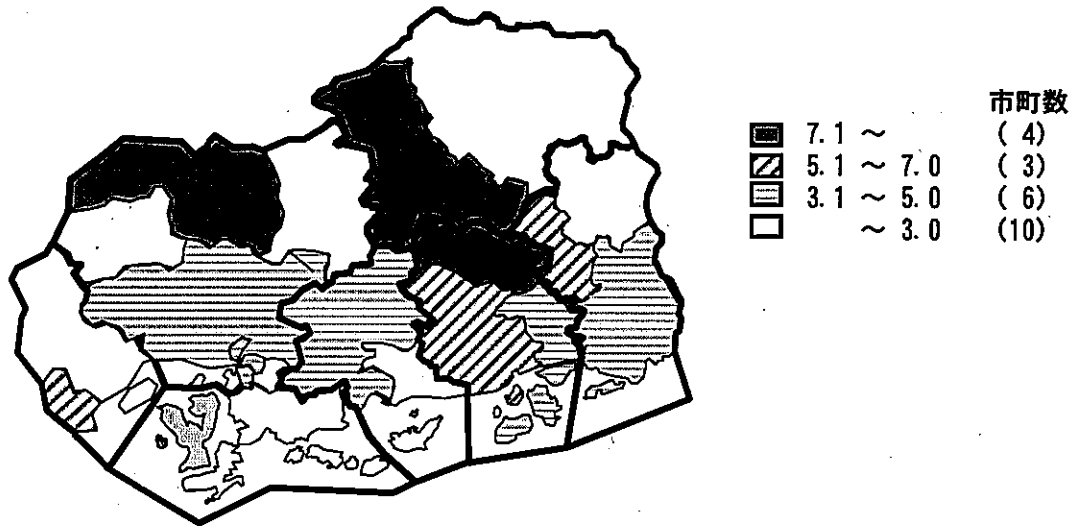 市町数
7.1 ～ ( 4)
5.1 ～ 7.0 ( 3)
3.1 ～ 5.0 ( 6)
～ 3.0 (10)